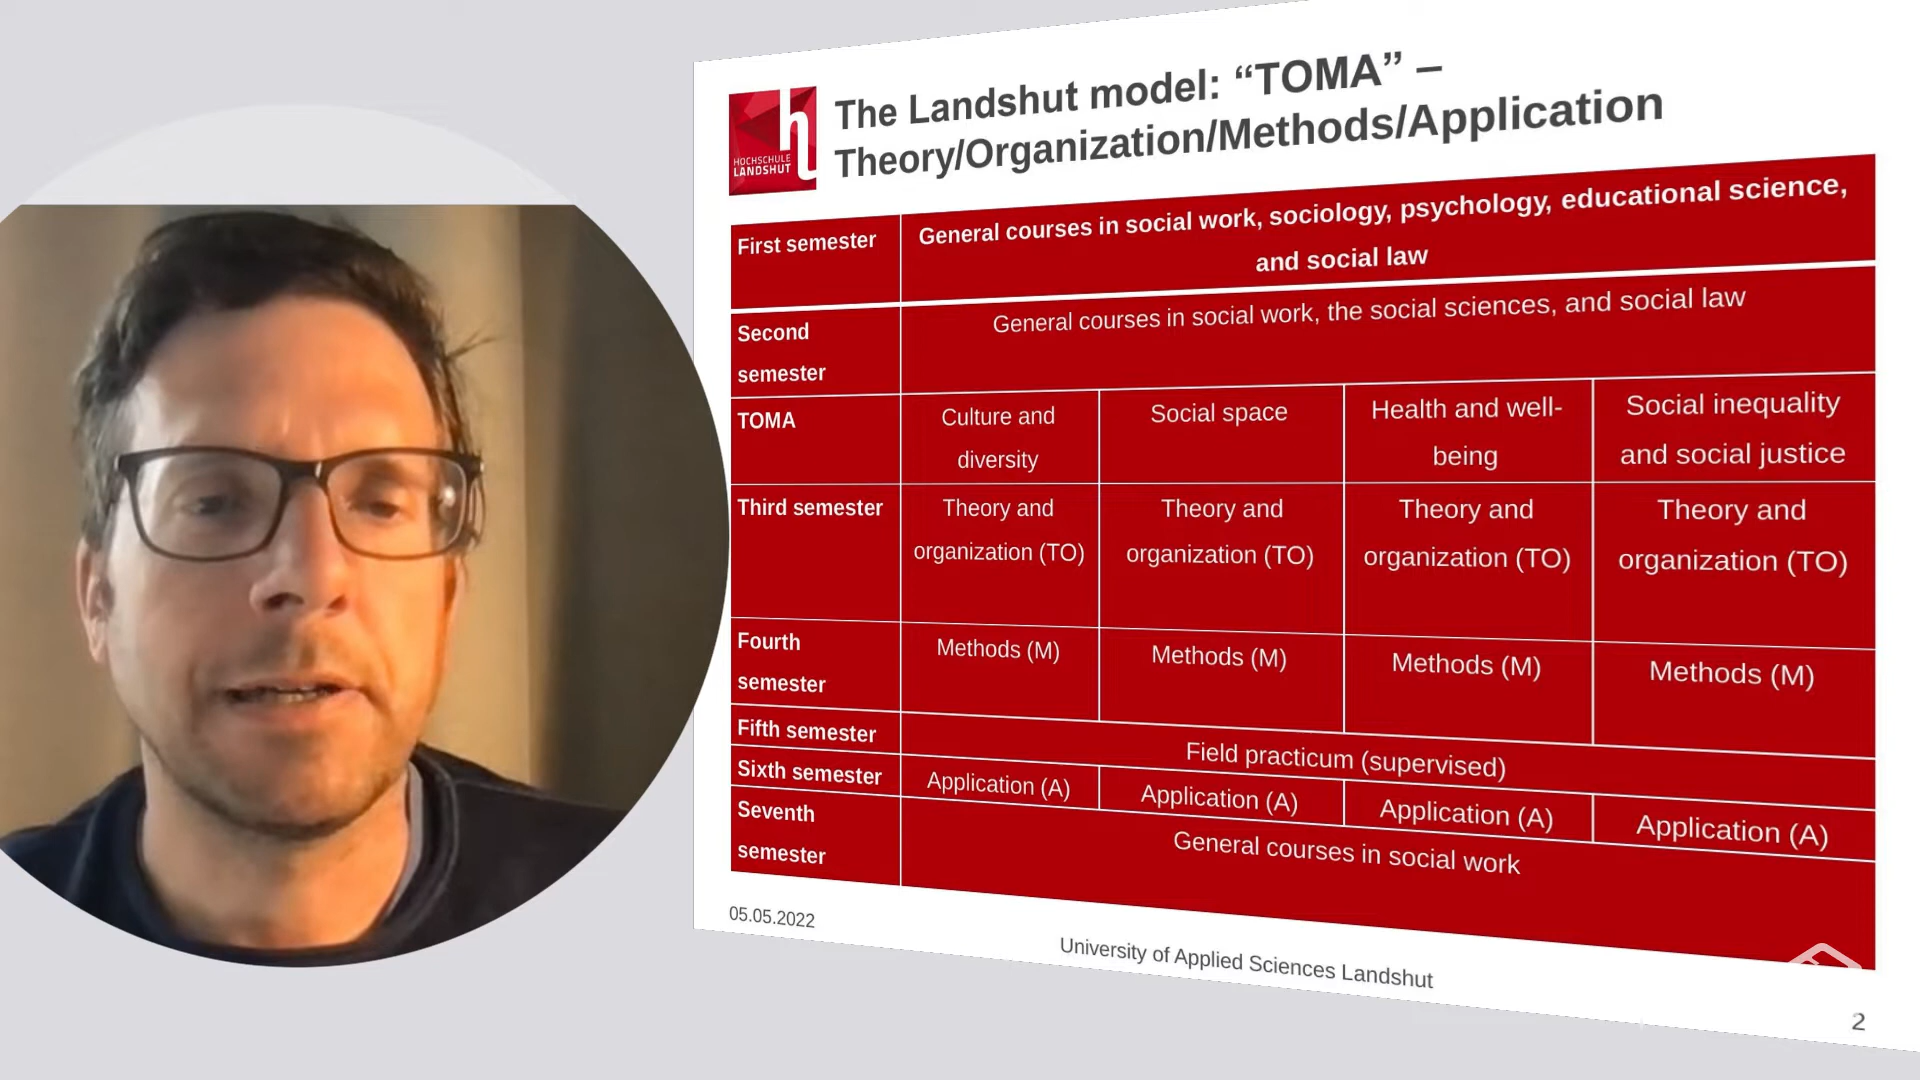 The Landshut model: “TOMA” –
Theory/Organization/Methods/Application
HOCHSCHULE
LANDSHUT
First semester
General courses in social work, sociology, psychology, educational science,
and social law
Second
semester
General courses in social work, the social sciences, and social law
TOMA
Culture and
diversity
Social space
Health and well-
being
Social inequality
and social justice
Third semester
Theory and
organization (TO)
Theory and
organization (TO)
Theory and
organization (TO)
Theory and
organization (TO)
Fourth
semester
Methods (M)
Methods (M)
Methods (M)
Methods (M)
Fifth semester
Field practicum (supervised)
Sixth semester
Application (A)
Application (A)
Application (A)
Application (A)
Seventh
semester
General courses in social work
05.05.2022
University of Applied Sciences Landshut
2